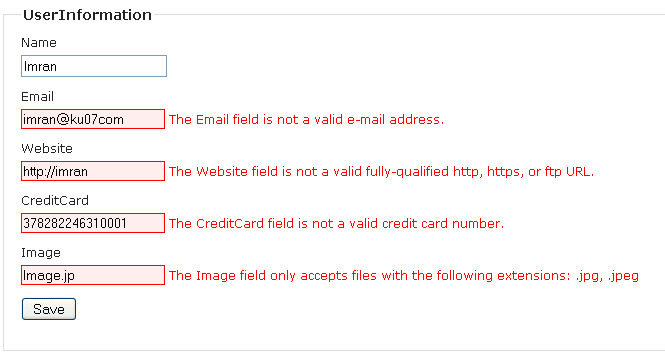 UserInformation
Name
Imran
Email
imran@ku07com The Email field is not a valid e-mail address.
Website
http://imran The Website field is not a valid fully-qualified http, https, or ftp URL.
CreditCard
378282246310001 The CreditCard field is not a valid credit card number.
Image
Image.jp The Image field only accepts files with the following extensions: .jpg, .jpeg
Save